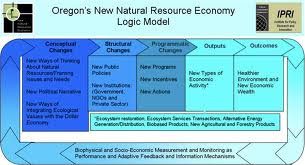 Oregon's New Natural Resource Economy
Logic Model
IPRI
Conceptual
Changes
Structural
Changes
Programmatic
Changes
Outputs
Outcomes
New Ways of Thinking
About Natural
Resources/Training
Issues and Needs
New Political Narrative
New Ways of
Integrating Ecological
Values with the Dollar
Economy
New Public
Policies
New Institutions
(Government,
NGOs and
Private Sector)
New Programs
New Incentives
New Actions
New Types of
Economic
Activity*
Healthier
Environment and
New Economic
Wealth
*Ecosystem restoration, Ecosystem Services Transactions, Alternative Energy
Generation/Distribution, Biobased Products, New Agricultural and Forestry Products
Biophysical and Socio-Economic Measurement and Monitoring as
Performance and Adaptive Feedback and Information Mechanisms